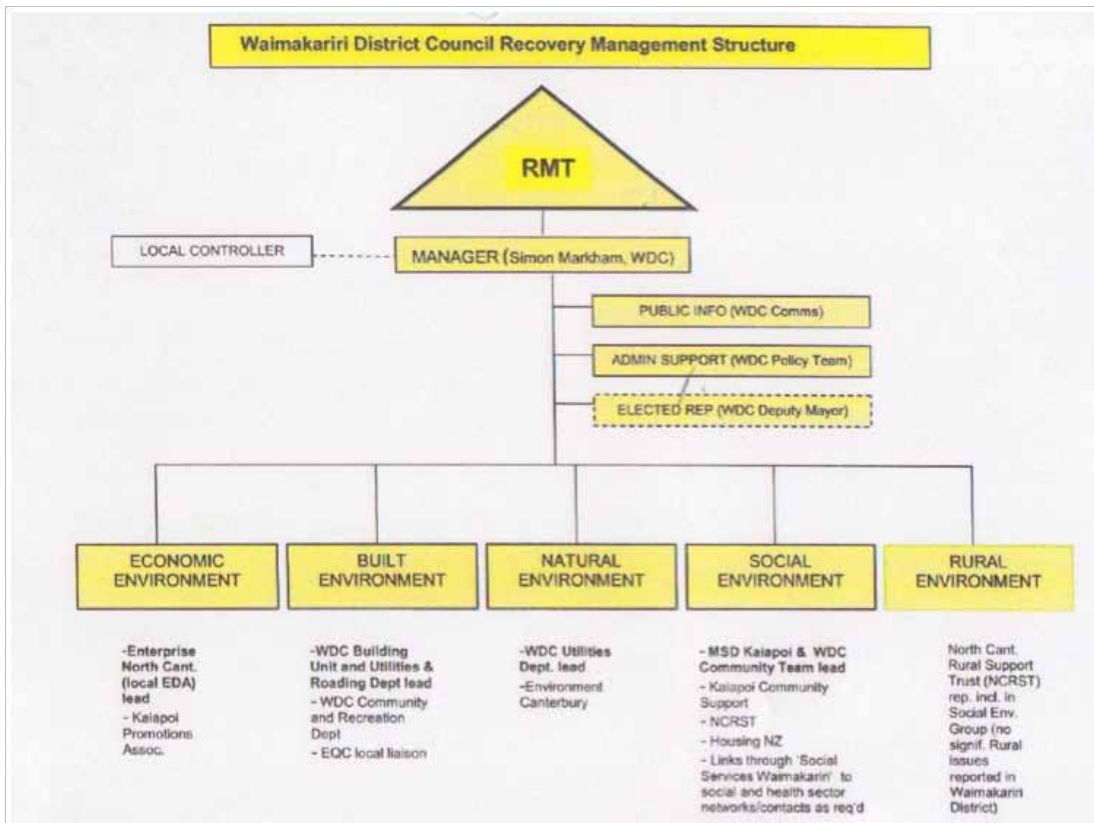 Waimakariri District Council Recovery Management Structure
RMT
LOCAL CONTROLLER
MANAGER (Simon Markham, WDC)
PUBLIC INFO (WDC Comms)
ADMIN SUPPORT (WDC Policy Team)
ELECTED REP (WDC Deputy Mayor)
ECONOMIC
ENVIRONMENT
BUILT
ENVIRONMENT
NATURAL
ENVIRONMENT
SOCIAL
ENVIRONMENT
RURAL
ENVIRONMENT
-Enterprise
North Cant.
(local EDA)
lead
- Kaiapoi
Promotions
Assoc.
-WDC Building
Unit and Utilities &
Roading Dept lead
- WDC Community
and Recreation
Dept
- EQC local liaison
-WDC Utilities
Dept. lead
-Environment
Canterbury
- MSD Kaiapoi & WDC
Community Team lead
- Kaiapoi Community
Support
- NCRST
- Housing NZ
- Links through 'Social
Services Waimakariri' to
social and health sector
networks/contacts as req'd
North Cant.
Rural Support
Trust (NCRST)
rep. incl. in
Social Env.
Group (no
signif. Rural
issues
reported in
Waimakariri
District)